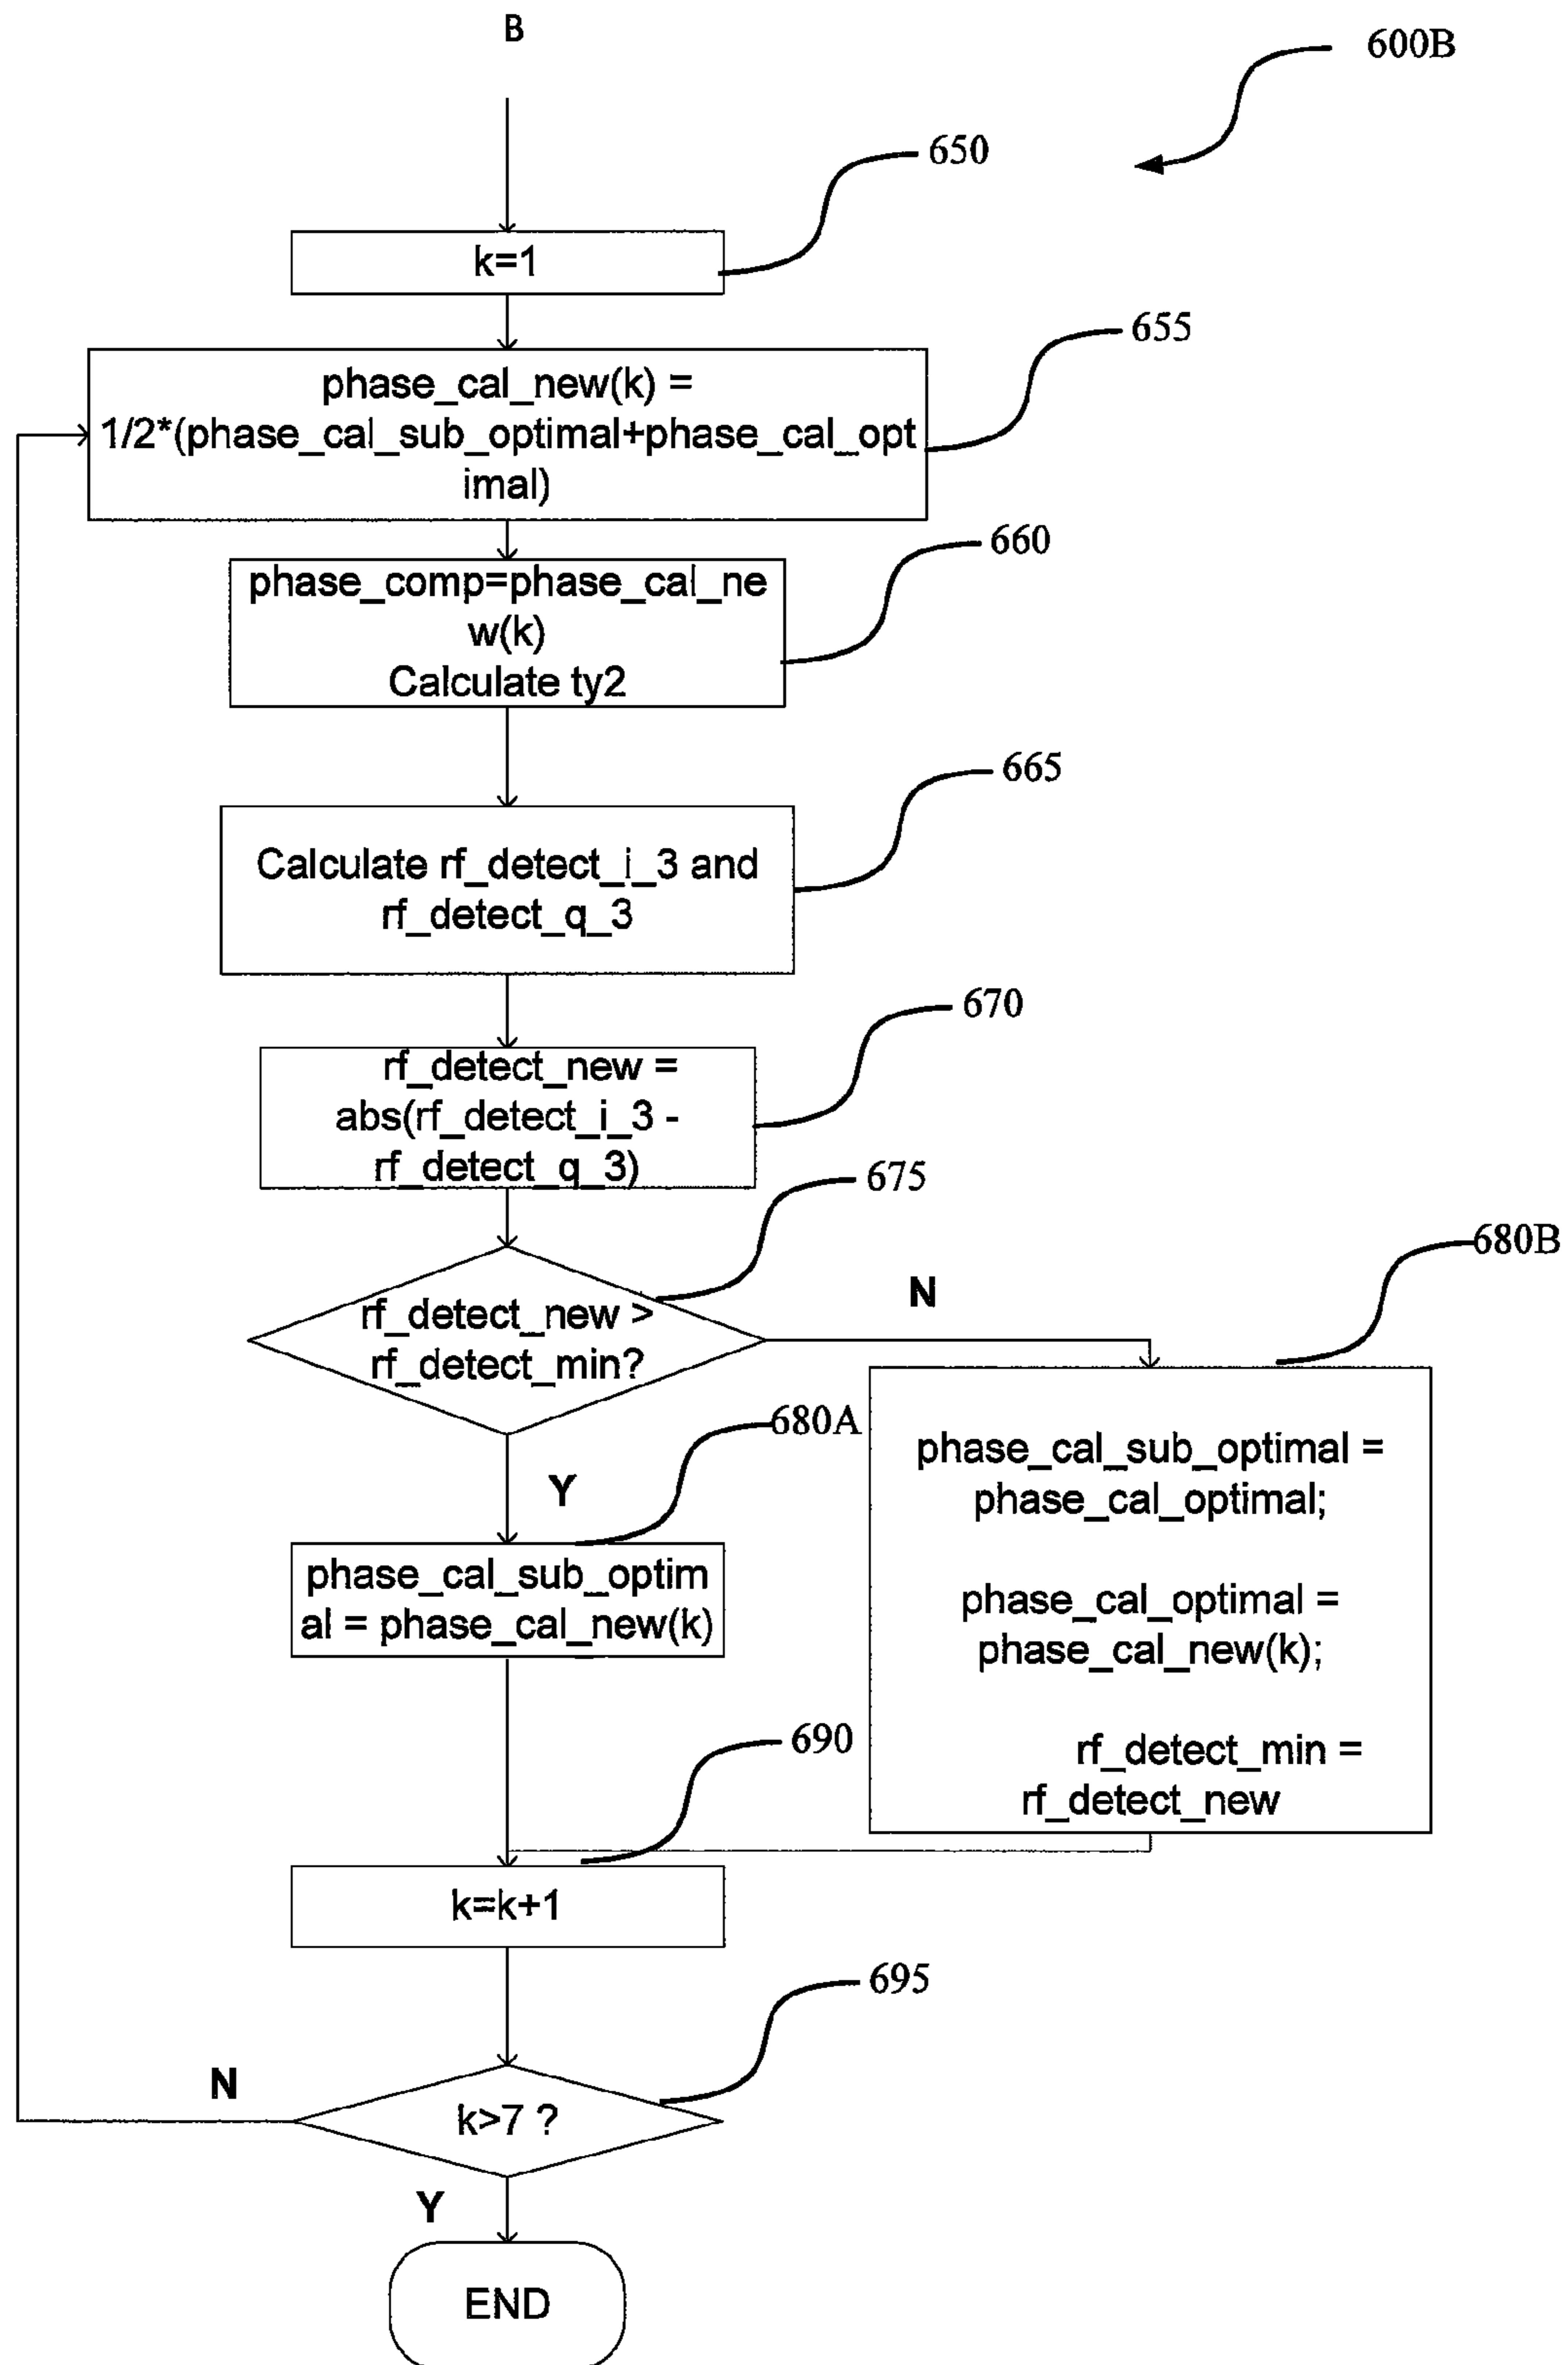 B
600B
650
k=1
655
phase_cal_new(k) =
1/2*(phase_cal_sub_optimal+phase_cal_opt
imal)
660
phase_comp=phase_cal_ne
w(k)
Calculate ty2
665
Calculate rf_detect_i_3 and
rf_detect_q_3
670
rf_detect_new =
abs(rf_detect_i_3 -
rf_detect_q_3)
675
rf_detect_new >
rf_detect_min?
N
680B
680A
Y
phase_cal_sub_optimal =
phase_cal_optimal;
phase_cal_optimal =
phase_cal_new(k);
rf_detect_min =
rf_detect_new
phase_cal_sub_optim
al = phase_cal_new(k)
690
k=k+1
695
N
k>7 ?
Y
END